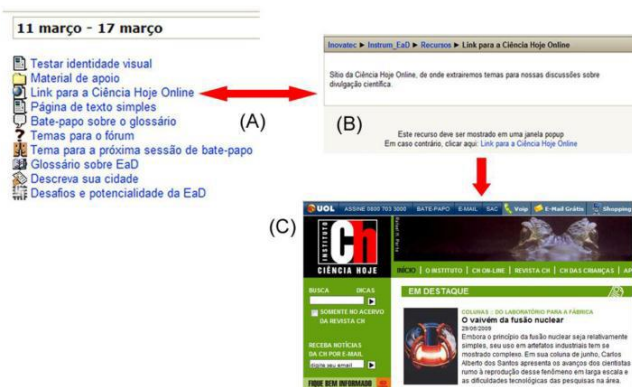 11 março - 17 março
Testar identidade visual
Material de apoio
Link para a Ciência Hoje Online
Página de texto simples
Bate-papo sobre o glossário
Temas para o fórum
Tema para a próxima sessão de bate-papo
Glossário sobre EaD
Descreva sua cidade
Desafios e potencialidade da EaD
(A)
Inovatec ► Instrum_EaD ► Recursos ► Link para a Ciência Hoje Online
Sítio da Ciência Hoje Online, de onde extrairemos temas para nossas discussões sobre
divulgação científica.
(B)
Este recurso deve ser mostrado em uma janela popup
Em caso contrário, clicar aqui: Link para a Ciência Hoje Online
(C)
UOL ASSINE 0800 703 3000 BATE-PAPO E-MAIL SAC Voip E-Mail Grátis Shopping
INSTITUTO
Ch
CIÊNCIA HOJE
INÍCIO | O INSTITUTO | CH ON-LINE | REVISTA CH | CH DAS CRIANÇAS |
BUSCA DICAS
SOMENTE NO ACERVO
DA REVISTA CH
RECEBA NOTÍCIAS
DA CH POR E-MAIL
digite seu email
FIQUE BEM INFORMADO
EM DESTAQUE
COLUNAS : DO LABORATÓRIO PARA A FÁBRICA
O vaivém da fusão nuclear
26/06/2009
Embora o princípio da fusão nuclear seja relativamente
simples, seu uso em artefatos industriais tem se
mostrado complexo. Em sua coluna de junho, Carlos
Alberto dos Santos apresenta os avanços dos cientistas
rumo à reprodução desse fenômeno em larga escala e
as dificuldades tecnológicas das pesquisas na área.